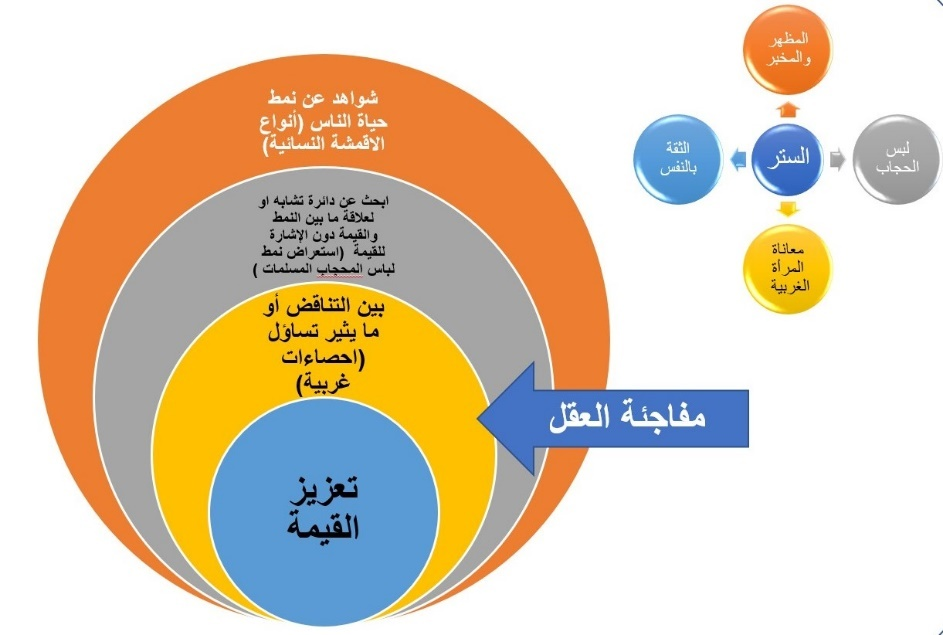 المظهر
والمخبر
لبس
الحجاب
الستر
الثقة
بالنفس
معاناة
المرأة
الغربية
شواهد عن نمط
حياة الناس (أنواع
الاقمشة النسائية)
ابحث عن دائرة تشابه او
لعلاقة ما بين النمط
والقيمة دون الإشارة
للقيمة (استعراض نمط
لباس المحجاب المسلمات )
بين التناقض أو
ما يثير تساؤل
(احصاءات
غربية)
مفاجئة العقل
تعزيز
القيمة